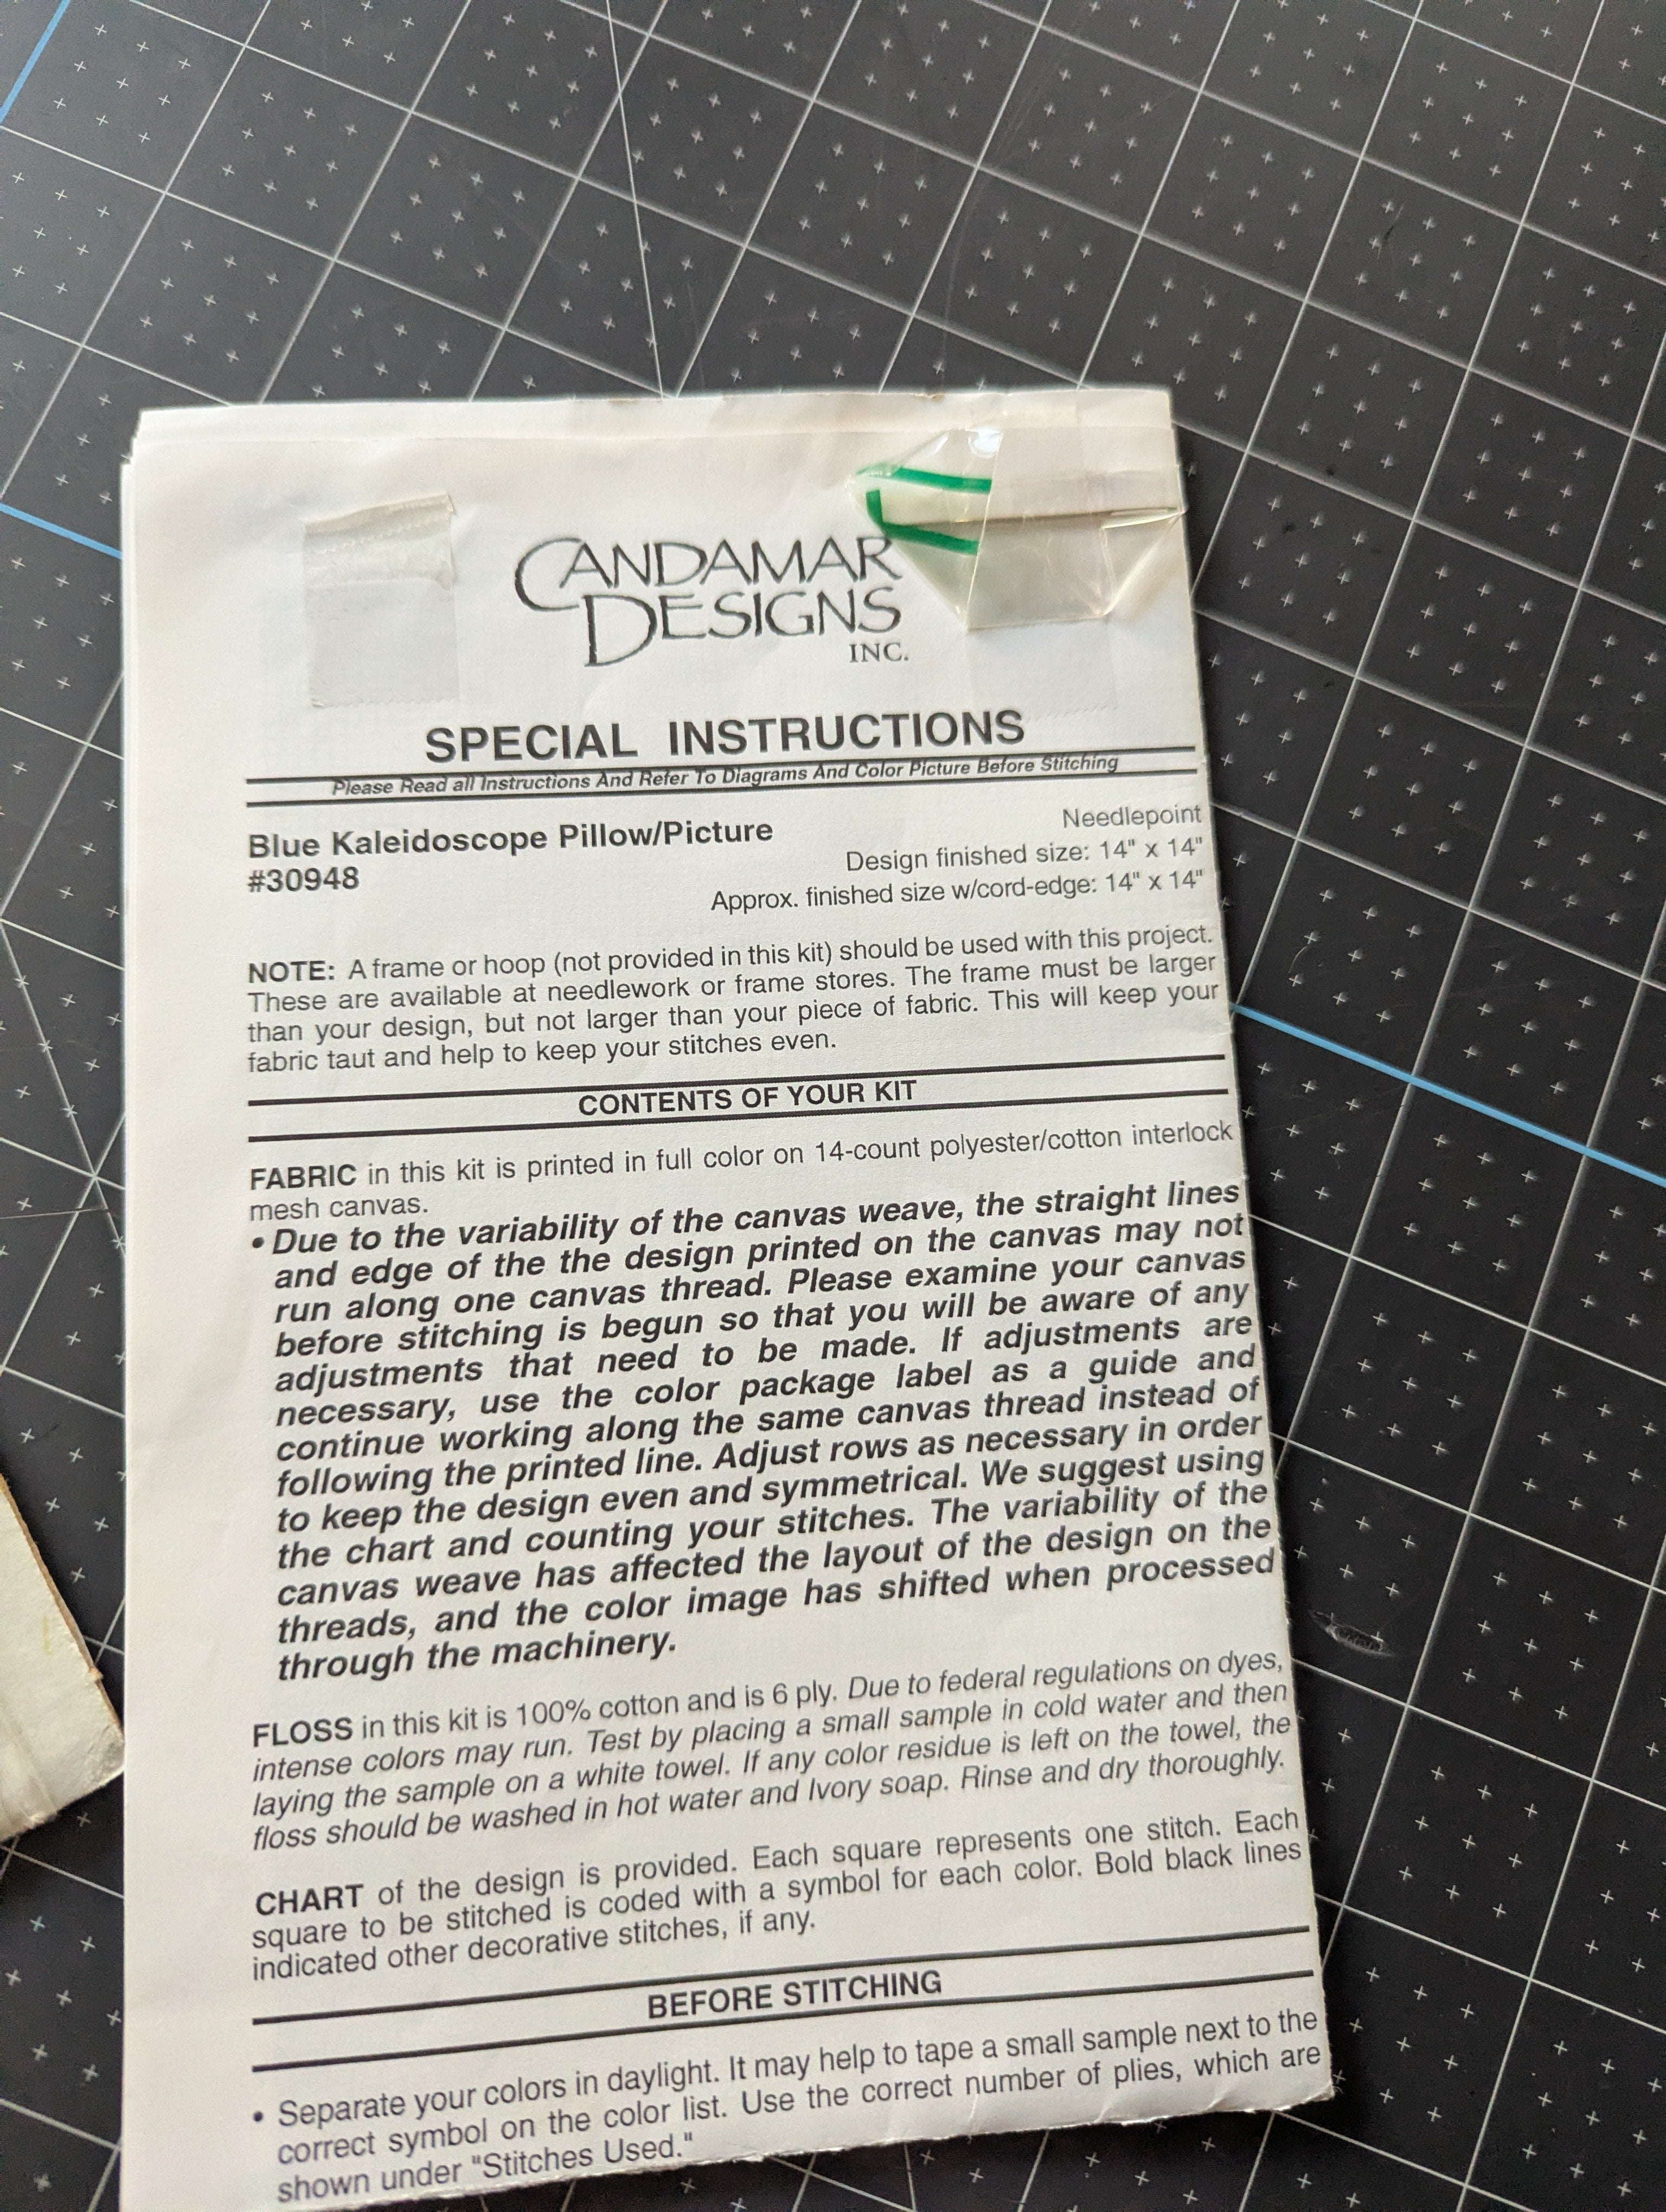 CANDAMAR
DESIGNS
INC.
SPECIAL INSTRUCTIONS
Please Read all Instructions And Refer To Diagrams And Color Picture Before Stitching
Blue Kaleidoscope Pillow/Picture
#30948
Needlepoint
Design finished size: 14" x 14"
Approx. finished size w/cord-edge: 14" x 14"
NOTE: A frame or hoop (not provided in this kit) should be used with this project.
These are available at needlework or frame stores. The frame must be larger
than your design, but not larger than your piece of fabric. This will keep your
fabric taut and help to keep your stitches even.
CONTENTS OF YOUR KIT
FABRIC in this kit is printed in full color on 14-count polyester/cotton interlock
mesh canvas.
• Due to the variability of the canvas weave, the straight lines
and edge of the the design printed on the canvas may not
run along one canvas thread. Please examine your canvas
before stitching is begun so that you will be aware of any
adjustments that need to be made. If adjustments are
necessary, use the color package label as a guide and
continue working along the same canvas thread instead of
following the printed line. Adjust rows as necessary in order
to keep the design even and symmetrical. We suggest using
the chart and counting your stitches. The variability of the
canvas weave has affected the layout of the design on the
threads, and the color image has shifted when processed
through the machinery.
FLOSS in this kit is 100% cotton and is 6 ply. Due to federal regulations on dyes,
intense colors may run. Test by placing a small sample in cold water and then
laying the sample on a white towel. If any color residue is left on the towel, the
floss should be washed in hot water and Ivory soap. Rinse and dry thoroughly.
CHART of the design is provided. Each square represents one stitch. Each
square to be stitched is coded with a symbol for each color. Bold black lines
indicated other decorative stitches, if any.
BEFORE STITCHING
• Separate your colors in daylight. It may help to tape a small sample next to the
correct symbol on the color list. Use the correct number of plies, which are
shown under "Stitches Used."